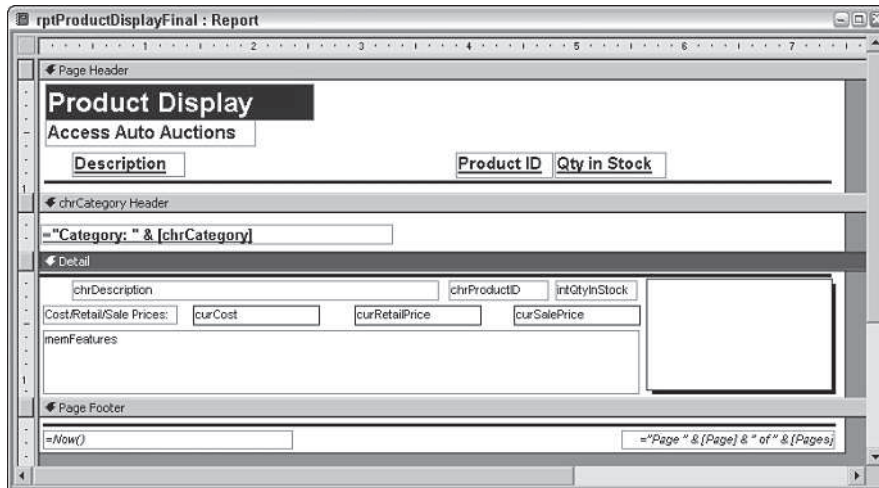 rptProductDisplayFinal : Report
1 2 3 4 5 6 7
Page Header
Product Display
Access Auto Auctions
Description Product ID Qty in Stock
1
chrCategory Header
="Category: " & [chrCategory]
Detail
chrDescription chrProductID intQtyInStock
Cost/Retail/Sale Prices: curCost curRetailPrice curSalePrice
memFeatures
1
Page Footer
=Now() ="Page " & [Page] & " of " & [Pages]